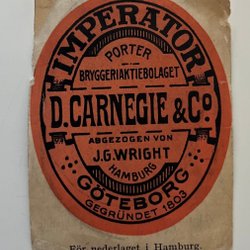 IMPERATOR
PORTER
BRYGGERIAKTIEBOLAGET
D. CARNEGIE & Cº
ABGEZOGEN VON
J.G. WRIGHT
HAMBURG
GÖTEBORG
GEGRÜNDET 1803
För nederlaget i Hamburg.